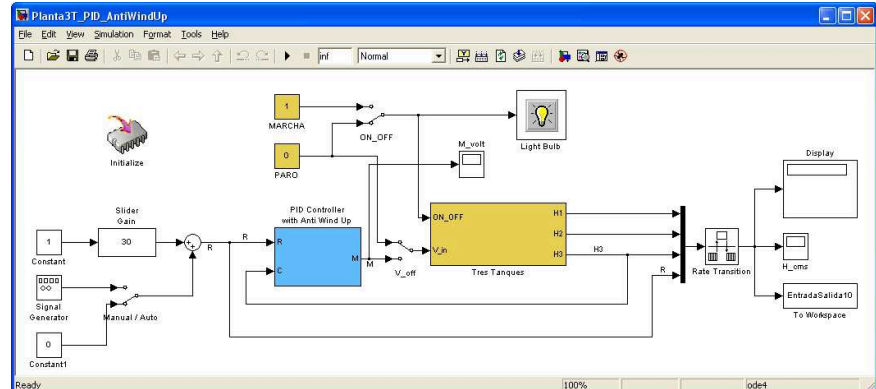 Planta3T_PID_AntiWindUp
File Edit View Simulation Format Tools Help
inf Normal
Initialize
1
MARCHA
0
PARO
ON_OFF
M_volt
Light Bulb
Display
Slider
Gain
1
Constant
30
R
R
PID Controller
with Anti Wind Up
R
C
M
M
V_off
ON_OFF
V_in
H1
H2
H3
Tres Tanques
H3
R
Rate Transition
H_cms
EntradaSalida10
To Workspace
Signal
Generator
Manual / Auto
0
Constant1
Ready 100% ode4